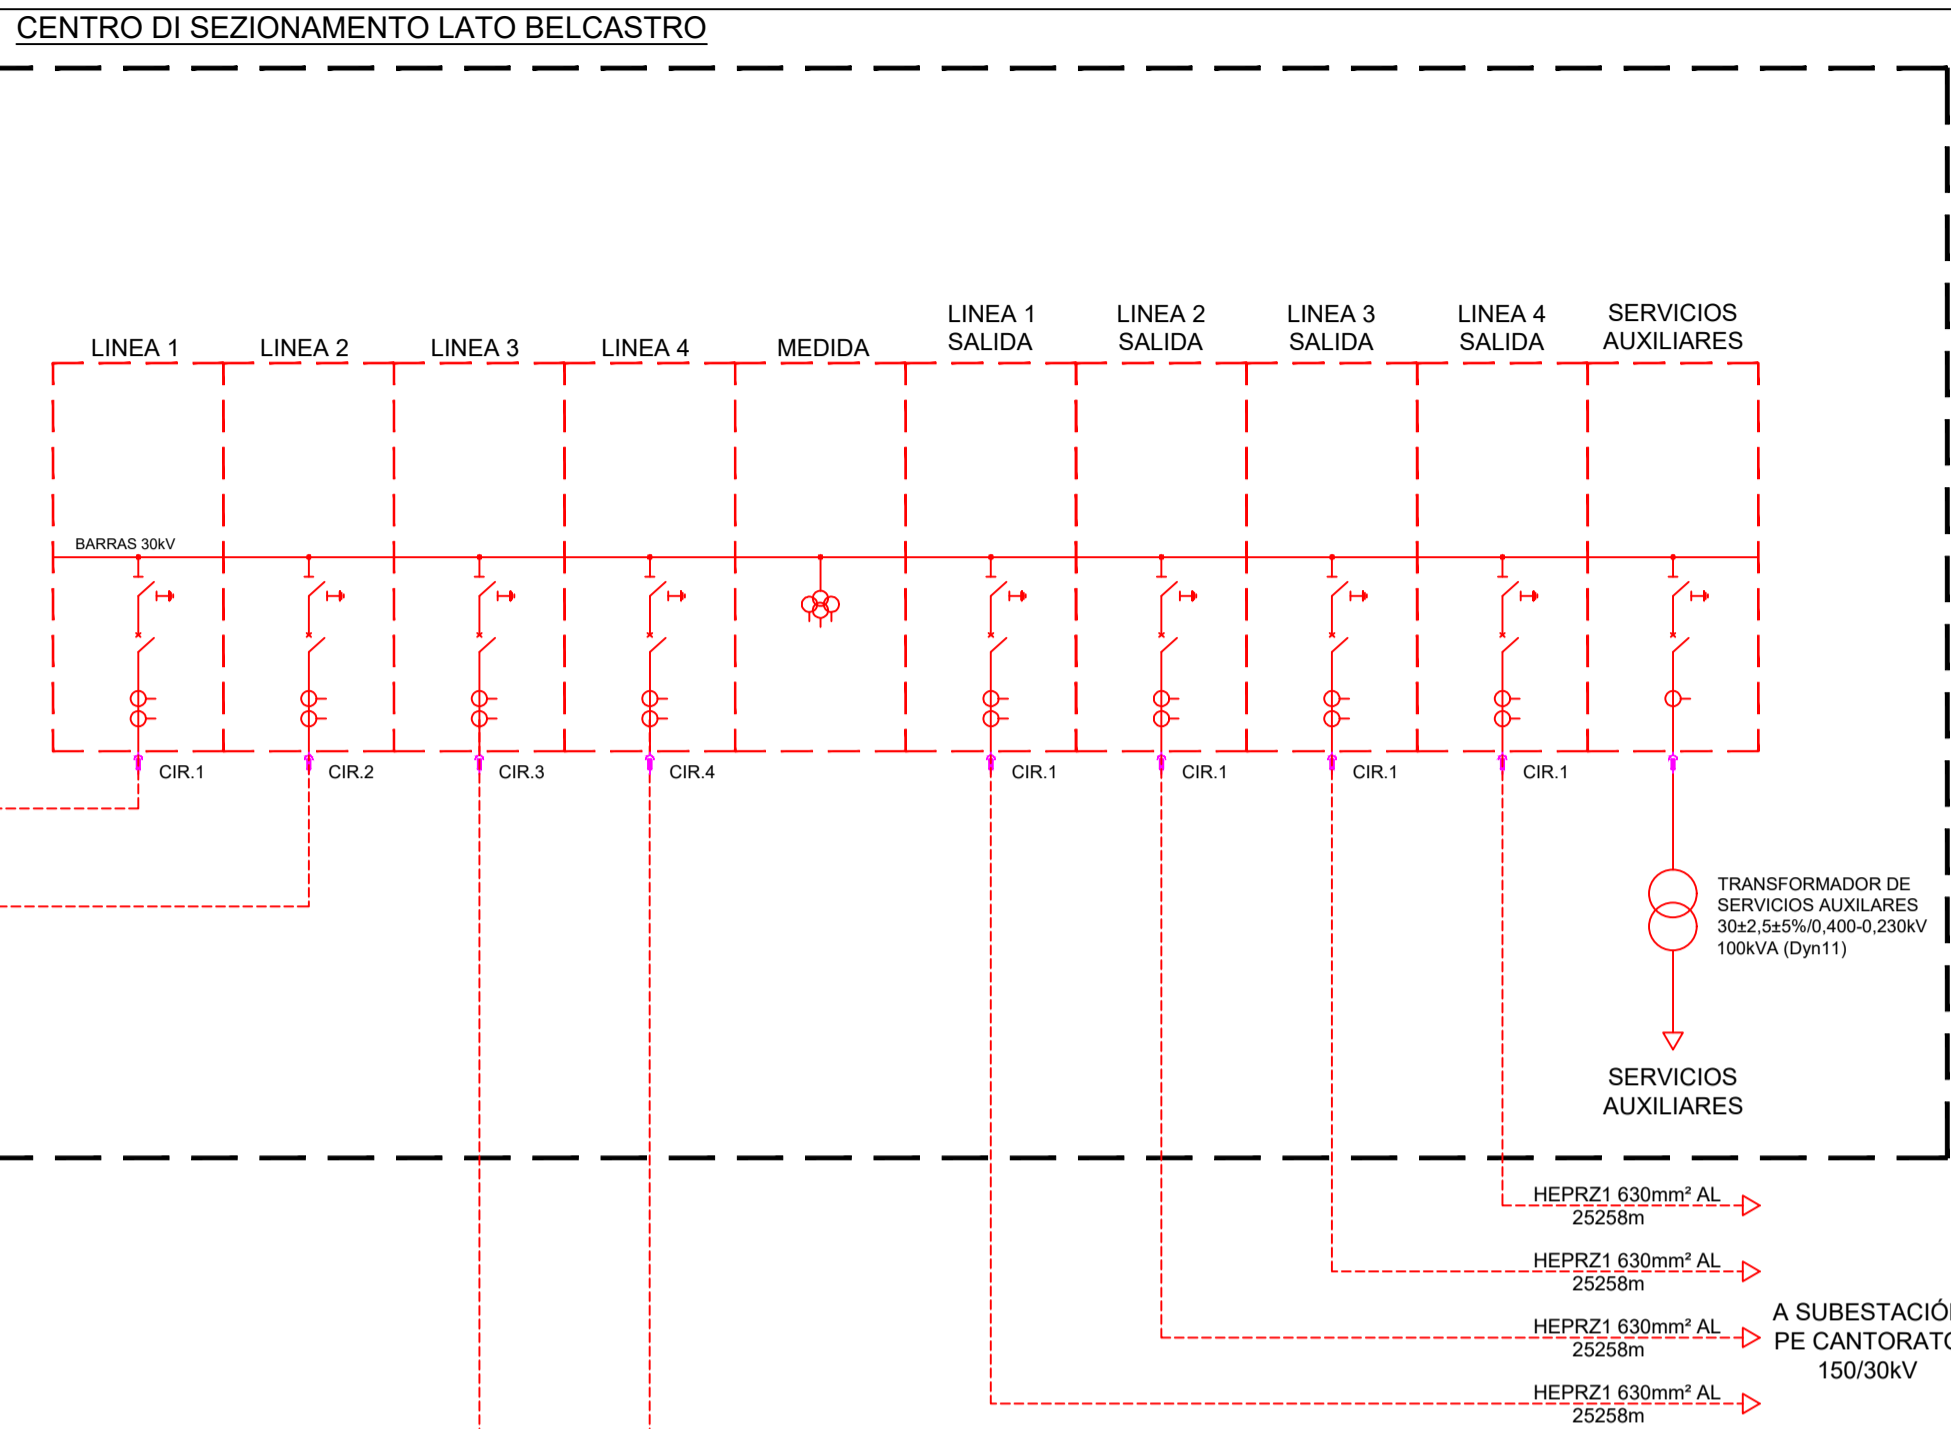 CENTRO DI SEZIONAMENTO LATO BELCASTRO
LINEA 1
LINEA 2
LINEA 3
LINEA 4
MEDIDA
LINEA 1
SALIDA
LINEA 2
SALIDA
LINEA 3
SALIDA
LINEA 4
SALIDA
SERVICIOS
AUXILIARES
BARRAS 30kV
CIR.1
CIR.2
CIR.3
CIR.4
CIR.1
CIR.1
CIR.1
CIR.1
TRANSFORMADOR DE
SERVICIOS AUXILARES
30±2,5±5%/0,400-0,230kV
100kVA (Dyn11)
SERVICIOS
AUXILIARES
HEPRZ1 630mm² AL
25258m
HEPRZ1 630mm² AL
25258m
HEPRZ1 630mm² AL
25258m
HEPRZ1 630mm² AL
25258m
A SUBESTACIÓN
PE CANTORATO
150/30kV